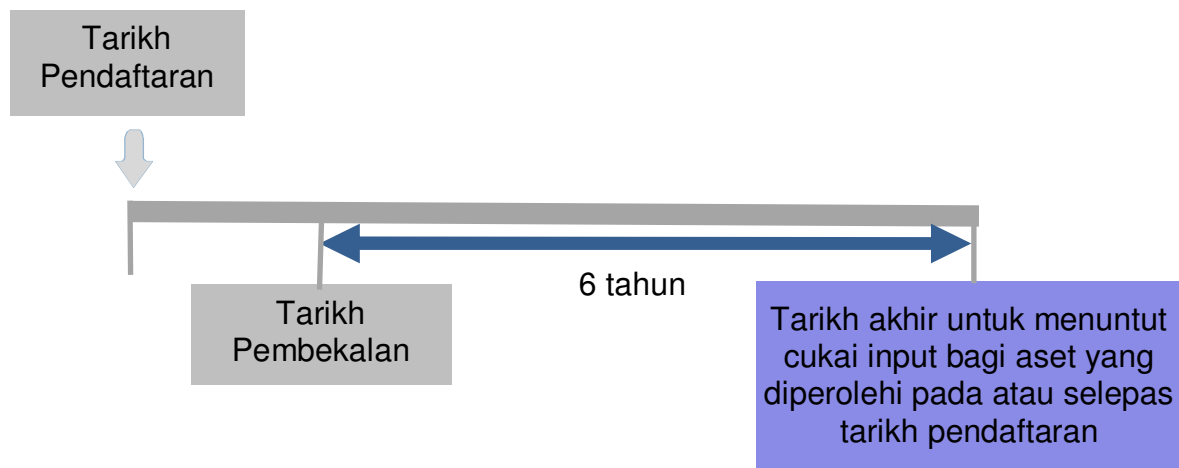 Tarikh
Pendaftaran
6 tahun
Tarikh
Pembekalan
Tarikh akhir untuk menuntut
cukai input bagi aset yang
diperolehi pada atau selepas
tarikh pendaftaran